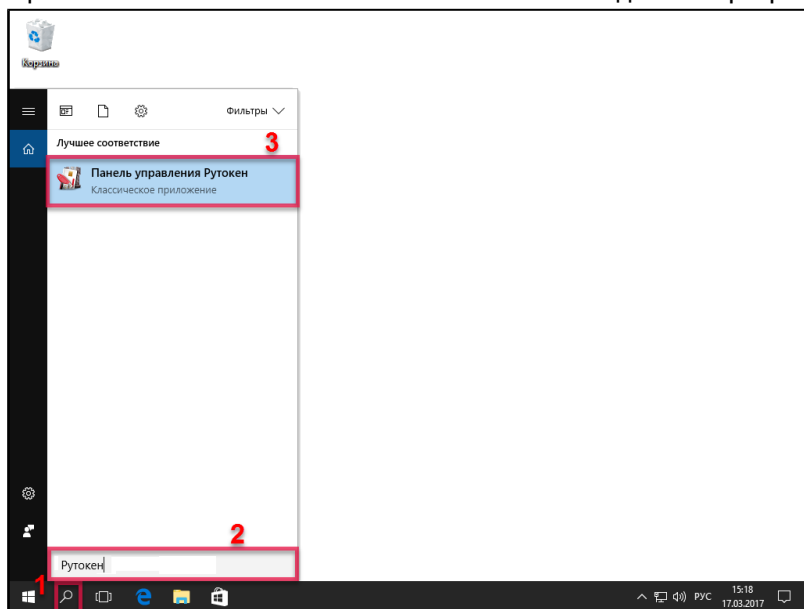 Корзина
Фильтры
Лучшее соответствие
3
Панель управления Рутокен
Классическое приложение
2
Рутокен
1
РУС
15:18
17.03.2017